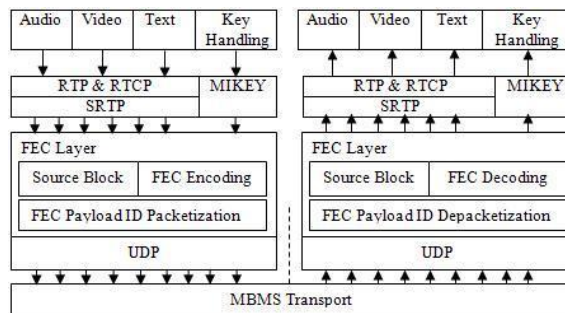 Audio Video Text Key Handling
RTP & RTCP
SRTP
MIKEY
FEC Layer
Source Block FEC Encoding
FEC Payload ID Packetization
UDP
Audio Video Text Key Handling
RTP & RTCP
SRTP
MIKEY
FEC Layer
Source Block FEC Decoding
FEC Payload ID Depacketization
UDP
MBMS Transport